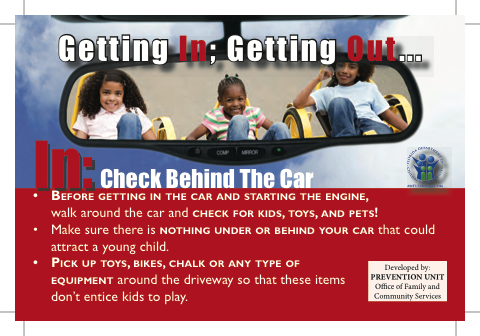 Getting In; Getting Out...
COMP MIRROR
In: Check Behind The Car
• BEFORE GETTING IN THE CAR AND STARTING THE ENGINE,
walk around the car and CHECK FOR KIDS, TOYS, AND PETS!
• Make sure there is NOTHING UNDER OR BEHIND YOUR CAR that could
attract a young child.
• PICK UP TOYS, BIKES, CHALK OR ANY TYPE OF
EQUIPMENT around the driveway so that these items
don't entice kids to play.
Developed by:
PREVENTION UNIT
Office of Family and
Community Services